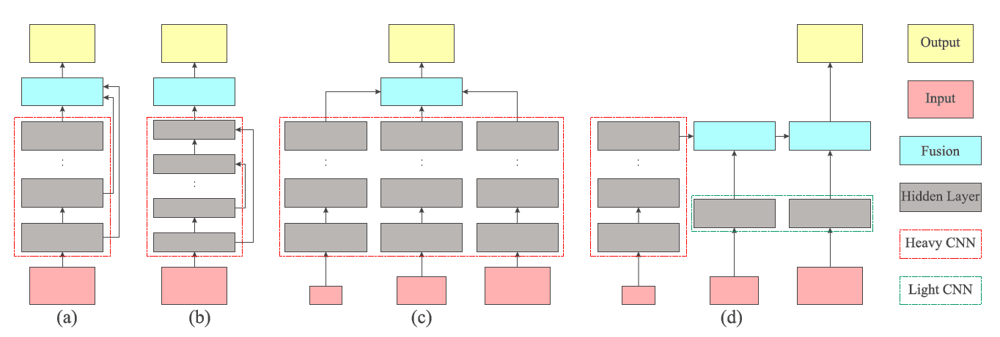 Output
Input
Fusion
Hidden Layer
Heavy CNN
Light CNN
(a)
(b)
(c)
(d)